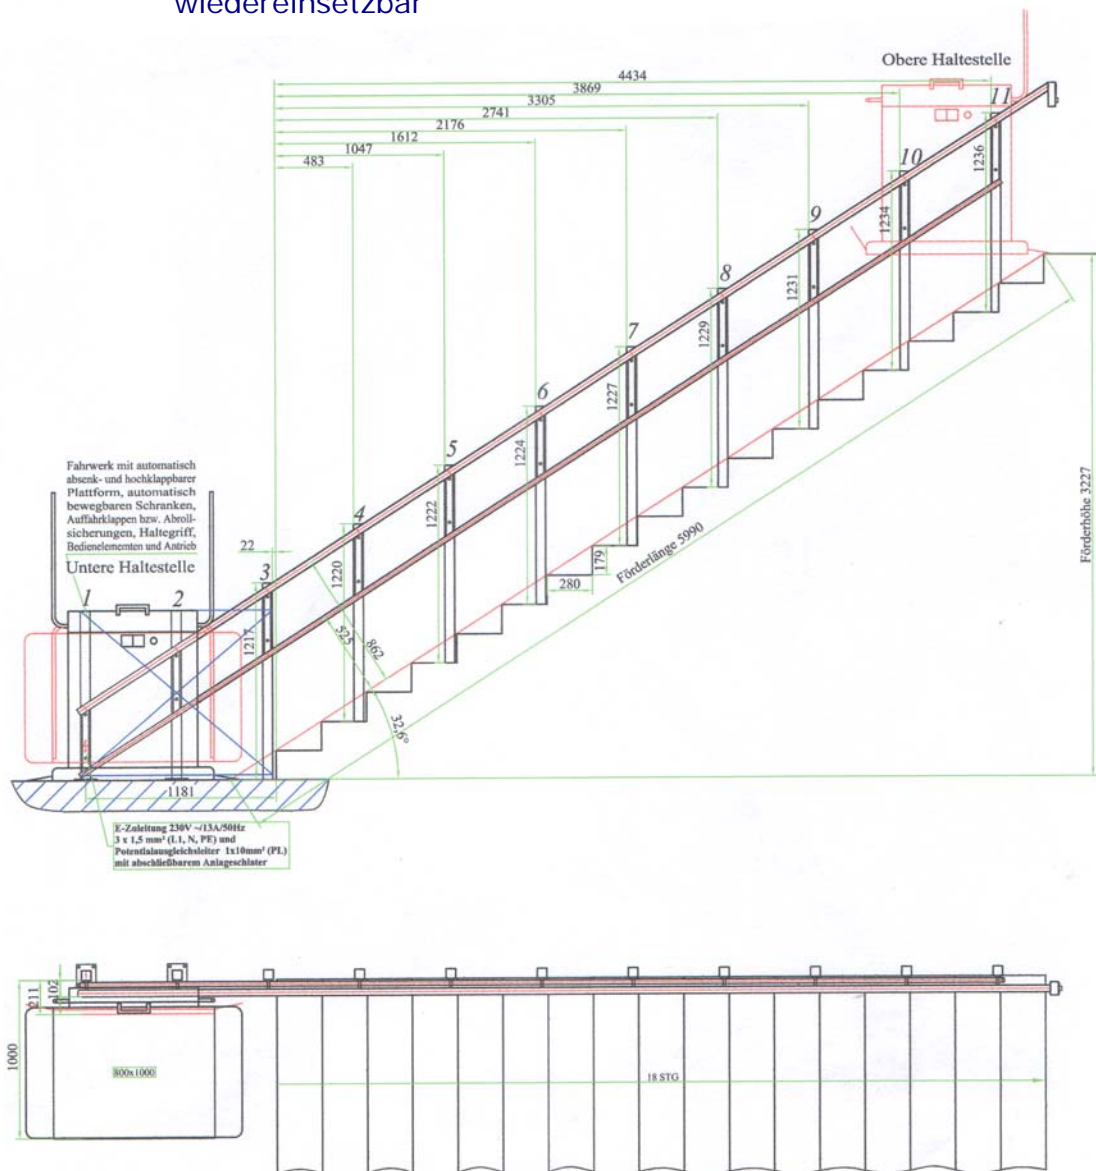 wiedereinsetzbar
Obere Haltestelle
4434
3869
3305
2741
2176
1612
1047
483
11
10
9
8
7
6
5
4
3
2
1
1236
1234
1231
1229
1227
1224
1222
1220
1217
Fahrwerk mit automatisch
absenk- und hochklappbarer
Plattform, automatisch
bewegbaren Schranken,
Auffahrklappen bzw. Abroll-
sicherungen, Haltegriff,
Bedienelementen und Antrieb
Untere Haltestelle
22
179
280
Förderlänge 5990
Förderhöhe 3227
525
862
32,6°
1181
E-Zuleitung 230V ~/13A/50Hz
3 x 1,5 mm² (L1, N, PE) und
Potentialausgleichsleiter 1x10mm² (PL)
mit abschließbarem Anlageschlater
211
102
1000
800x1000
18 STG